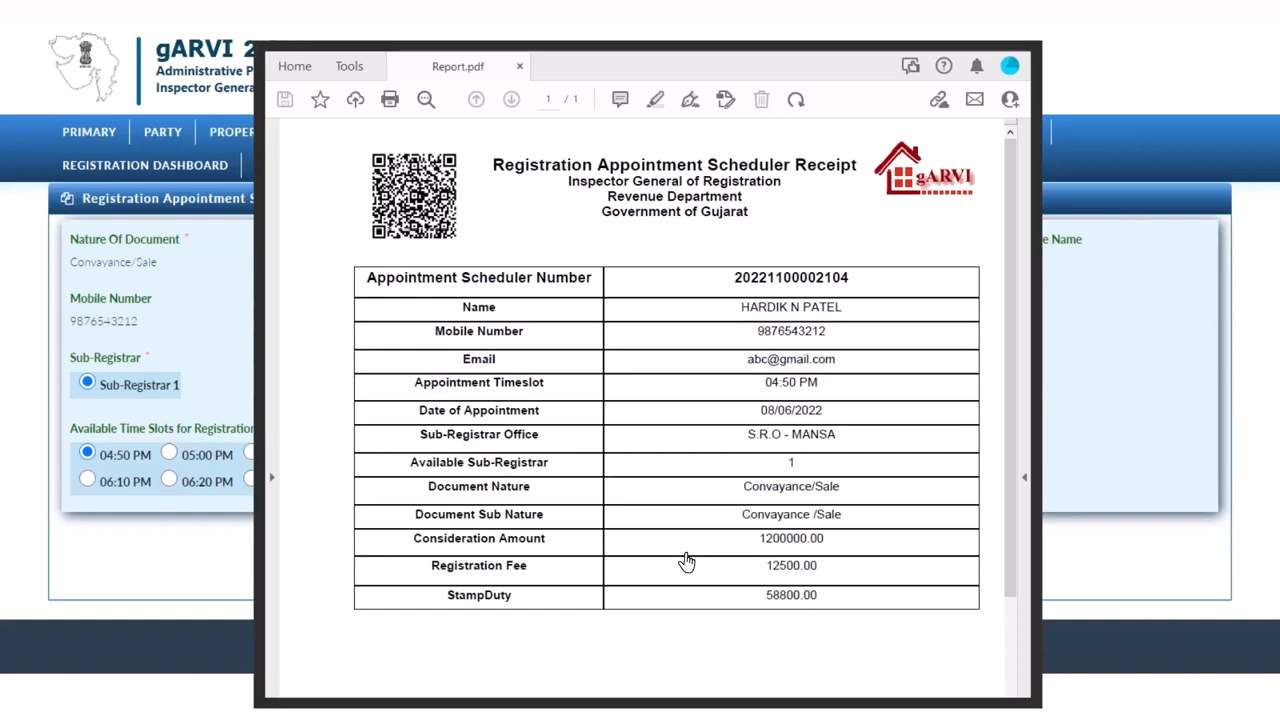 gARVI 2
Administrative P
Inspector Genera
PRIMARY PARTY PROPER
REGISTRATION DASHBOARD
Registration Appointment S
Nature Of Document *
Convayance/Sale
Mobile Number
9876543212
Sub-Registrar *
Sub-Registrar 1
Available Time Slots for Registration
04:50 PM 05:00 PM
06:10 PM 06:20 PM
e Name
Home Tools Report.pdf ×
1 / 1
Registration Appointment Scheduler Receipt
Inspector General of Registration
Revenue Department
Government of Gujarat
gARVI
Appointment Scheduler Number 20221100002104
Name HARDIK N PATEL
Mobile Number 9876543212
Email abc@gmail.com
Appointment Timeslot 04:50 PM
Date of Appointment 08/06/2022
Sub-Registrar Office S.R.O - MANSA
Available Sub-Registrar 1
Document Nature Convayance/Sale
Document Sub Nature Convayance /Sale
Consideration Amount 1200000.00
Registration Fee 12500.00
StampDuty 58800.00